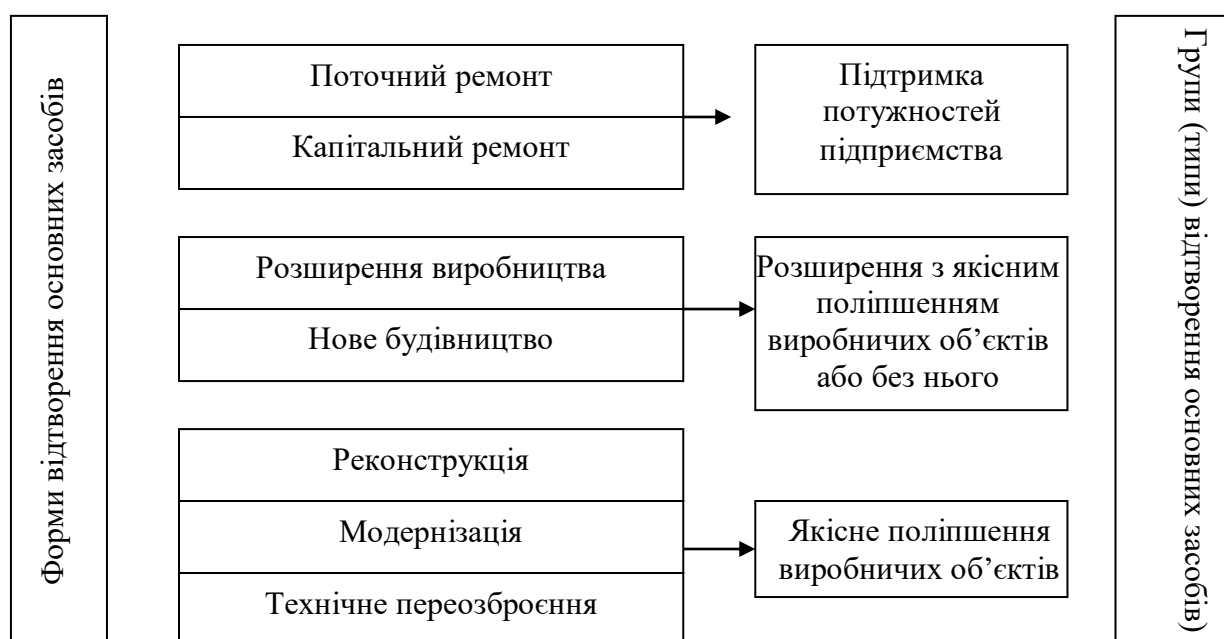 Форми відтворення основних засобів
Поточний ремонт
Капітальний ремонт
Підтримка
потужностей
підприємства
Розширення виробництва
Нове будівництво
Розширення з якісним
поліпшенням
виробничих об’єктів
або без нього
Реконструкція
Модернізація
Технічне переозброєння
Якісне поліпшення
виробничих об’єктів
Групи (типи) відтворення основних засобів)